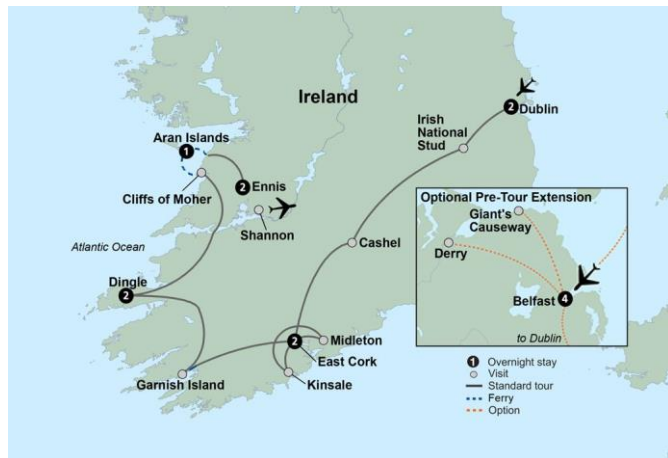 Ireland
2
Dublin
Irish
National
Stud
Aran Islands
1
2
Ennis
Cliffs of Moher
Shannon
Optional Pre-Tour Extension
Giant's
Causeway
Derry
Belfast
4
to Dublin
Atlantic Ocean
Cashel
Dingle
2
Midleton
2
East Cork
Garnish Island
Kinsale
1
Overnight stay
Visit
Standard tour
Ferry
Option